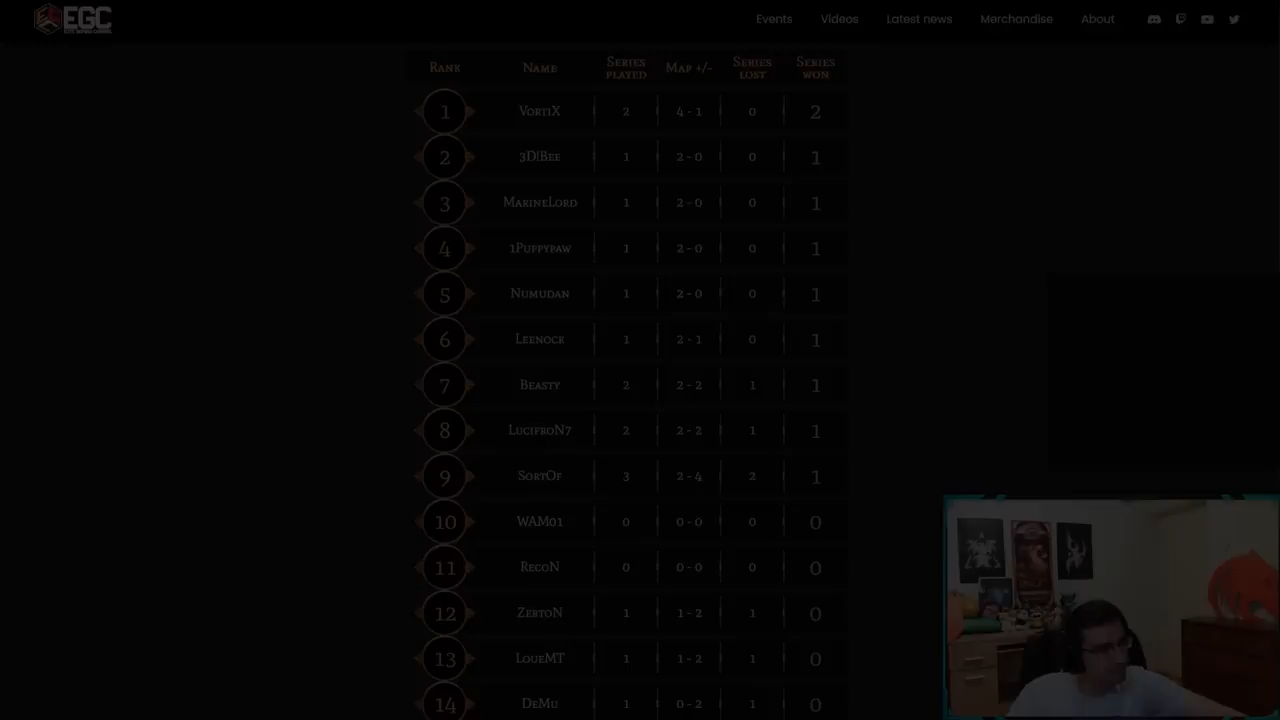 EGC
Events Videos Latest news Merchandise About
Rank Name Series Played Map +/- Series Lost Series Won
1 VortiX 2 4 - 1 0 2
2 3D!Bee 1 2 - 0 0 1
3 MarineLord 1 2 - 0 0 1
4 1Puppypaw 1 2 - 0 0 1
5 Numudan 1 2 - 0 0 1
6 Leenock 1 2 - 1 0 1
7 Beasty 2 2 - 2 1 1
8 LucifroN7 2 2 - 2 1 1
9 SortOf 3 2 - 4 2 1
10 WAM01 0 0 - 0 0 0
11 RecoN 0 0 - 0 0 0
12 ZertoN 1 1 - 2 1 0
13 LoueMT 1 1 - 2 1 0
14 DeMu 1 0 - 2 1 0